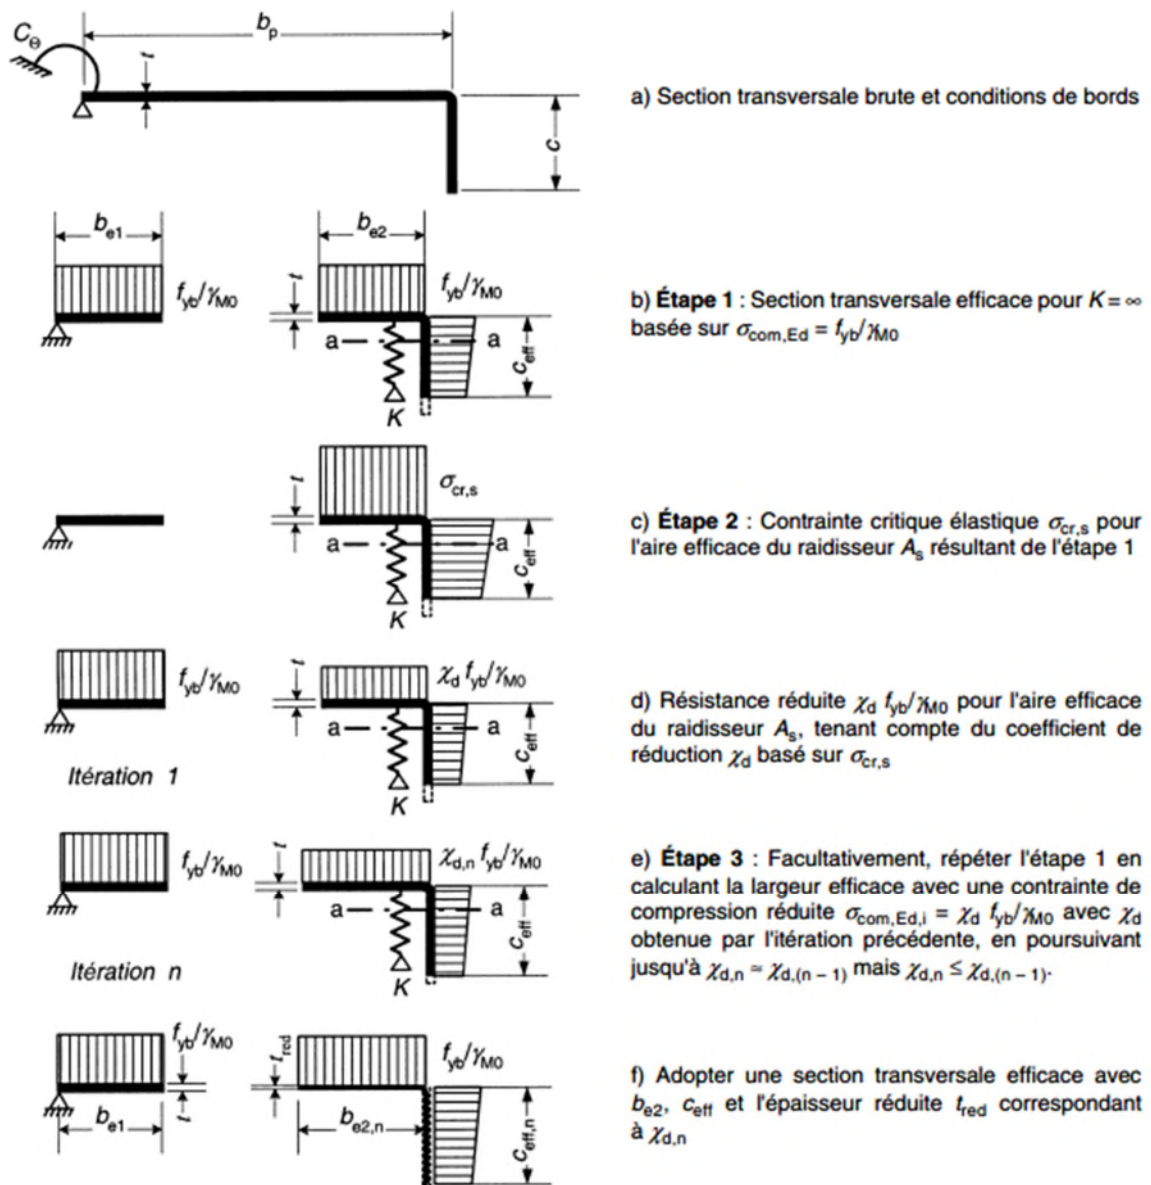 C_Θ
b_p
t
c
a) Section transversale brute et conditions de bords
b_e1
b_e2
f_yb/γ_M0
t
f_yb/γ_M0
a
a
c_eff
K
b) Étape 1 : Section transversale efficace pour K = ∞
basée sur σ_com,Ed = f_yb/γ_M0
t
σ_cr,s
a
a
c_eff
K
c) Étape 2 : Contrainte critique élastique σ_cr,s pour
l'aire efficace du raidisseur A_s résultant de l'étape 1
f_yb/γ_M0
t
χ_d f_yb/γ_M0
a
a
c_eff
K
Itération 1
d) Résistance réduite χ_d f_yb/γ_M0 pour l'aire efficace
du raidisseur A_s, tenant compte du coefficient de
réduction χ_d basé sur σ_cr,s
f_yb/γ_M0
t
χ_d,n f_yb/γ_M0
a
a
c_eff
K
Itération n
e) Étape 3 : Facultativement, répéter l'étape 1 en
calculant la largeur efficace avec une contrainte de
compression réduite σ_com,Ed,i = χ_d f_yb/γ_M0 avec χ_d
obtenue par l'itération précédente, en poursuivant
jusqu'à χ_d,n ≈ χ_d,(n – 1) mais χ_d,n ≤ χ_d,(n – 1).
f_yb/γ_M0
t
b_e1
t_red
f_yb/γ_M0
b_e2,n
c_eff,n
f) Adopter une section transversale efficace avec
b_e2, c_eff et l'épaisseur réduite t_red correspondant
à χ_d,n